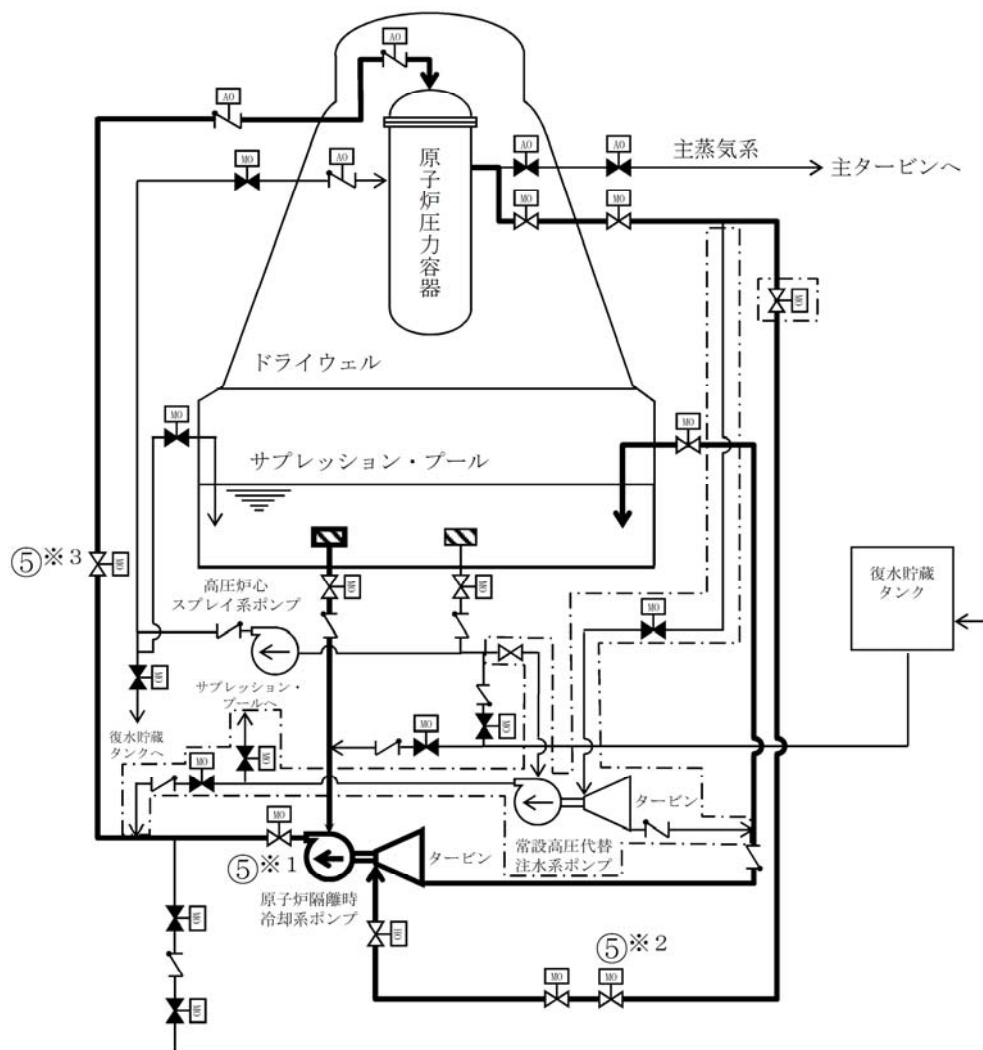 AO
AO
MO
AO
原子炉圧力容器
AO
AO
主蒸気系
主タービンへ
MO
MO
MO
ドライウェル
MO
MO
サプレッション・プール
⑤※3
MO
MO
MO
高圧炉心
スプレイ系ポンプ
復水貯蔵
タンク
MO
MO
サプレッション・
プールへ
復水貯蔵
タンクへ
MO
MO
MO
MO
MO
タービン
常設高圧代替
注水系ポンプ
MO
⑤※1
タービン
原子炉隔離時
冷却系ポンプ
MO
HO
⑤※2
MO
MO
MO